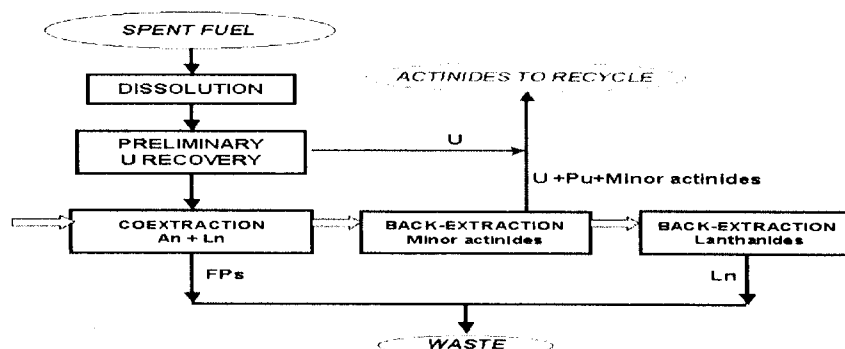 SPENT FUEL
ACTINIDES TO RECYCLE
DISSOLUTION
PRELIMINARY
U RECOVERY
U
U +Pu+Minor actinides
COEXTRACTION
An + Ln
BACK-EXTRACTION
Minor actinides
BACK-EXTRACTION
Lanthanides
FPs
Ln
WASTE